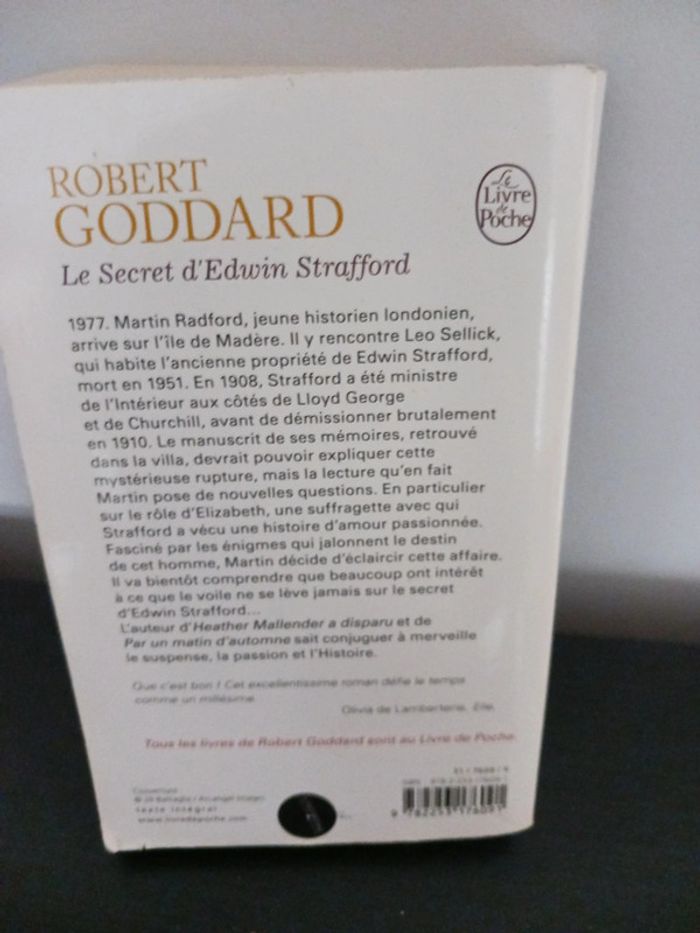 ROBERT
GODDARD
Le Secret d'Edwin Strafford
Le
Livre
de
Poche
1977. Martin Radford, jeune historien londonien,
arrive sur l'île de Madère. Il y rencontre Leo Sellick,
qui habite l'ancienne propriété de Edwin Strafford,
mort en 1951. En 1908, Strafford a été ministre
de l'Intérieur aux côtés de Lloyd George
et de Churchill, avant de démissionner brutalement
en 1910. Le manuscrit de ses mémoires, retrouvé
dans la villa, devrait pouvoir expliquer cette
mystérieuse rupture, mais la lecture qu'en fait
Martin pose de nouvelles questions. En particulier
sur le rôle d'Elizabeth, une suffragette avec qui
Strafford a vécu une histoire d'amour passionnée.
Fasciné par les énigmes qui jalonnent le destin
de cet homme, Martin décide d'éclaircir cette affaire.
Il va bientôt comprendre que beaucoup ont intérêt
à ce que le voile ne se lève jamais sur le secret
d'Edwin Strafford...
L'auteur d'Heather Mallender a disparu et de
Par un matin d'automne sait conjuguer à merveille
le suspense, la passion et l'Histoire.
Que c'est bon ! Cet excellentissime roman défie le temps
comme un millésime.
Olivia de Lamberterie, Elle.
Tous les livres de Robert Goddard sont au Livre de Poche.
Couverture :
texte intégral
www.livredepoche.com